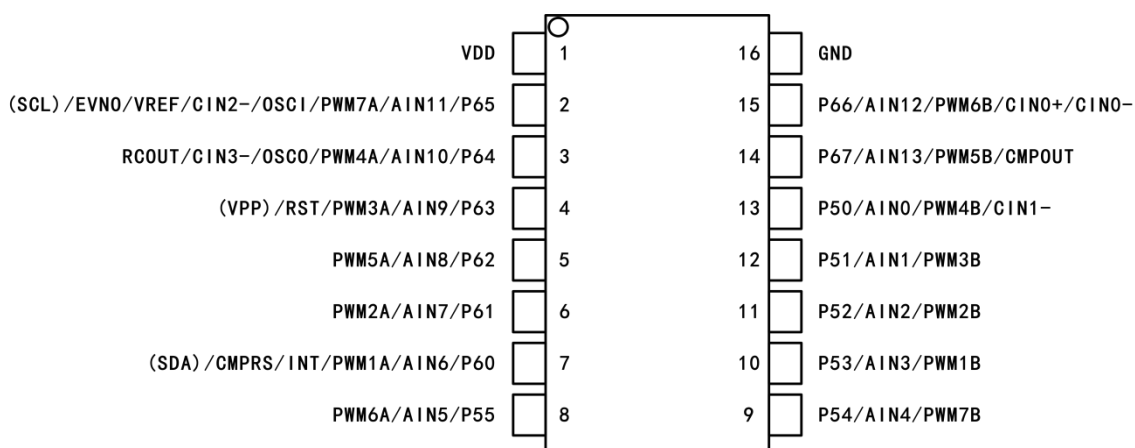 VDD 1 16 GND
(SCL)/EVNO/VREF/CIN2-/OSCI/PWM7A/AIN11/P65 2 15 P66/AIN12/PWM6B/CIN0+/CIN0-
RCOUT/CIN3-/OSCO/PWM4A/AIN10/P64 3 14 P67/AIN13/PWM5B/CMPOUT
(VPP)/RST/PWM3A/AIN9/P63 4 13 P50/AIN0/PWM4B/CIN1-
PWM5A/AIN8/P62 5 12 P51/AIN1/PWM3B
PWM2A/AIN7/P61 6 11 P52/AIN2/PWM2B
(SDA)/CMPRS/INT/PWM1A/AIN6/P60 7 10 P53/AIN3/PWM1B
PWM6A/AIN5/P55 8 9 P54/AIN4/PWM7B